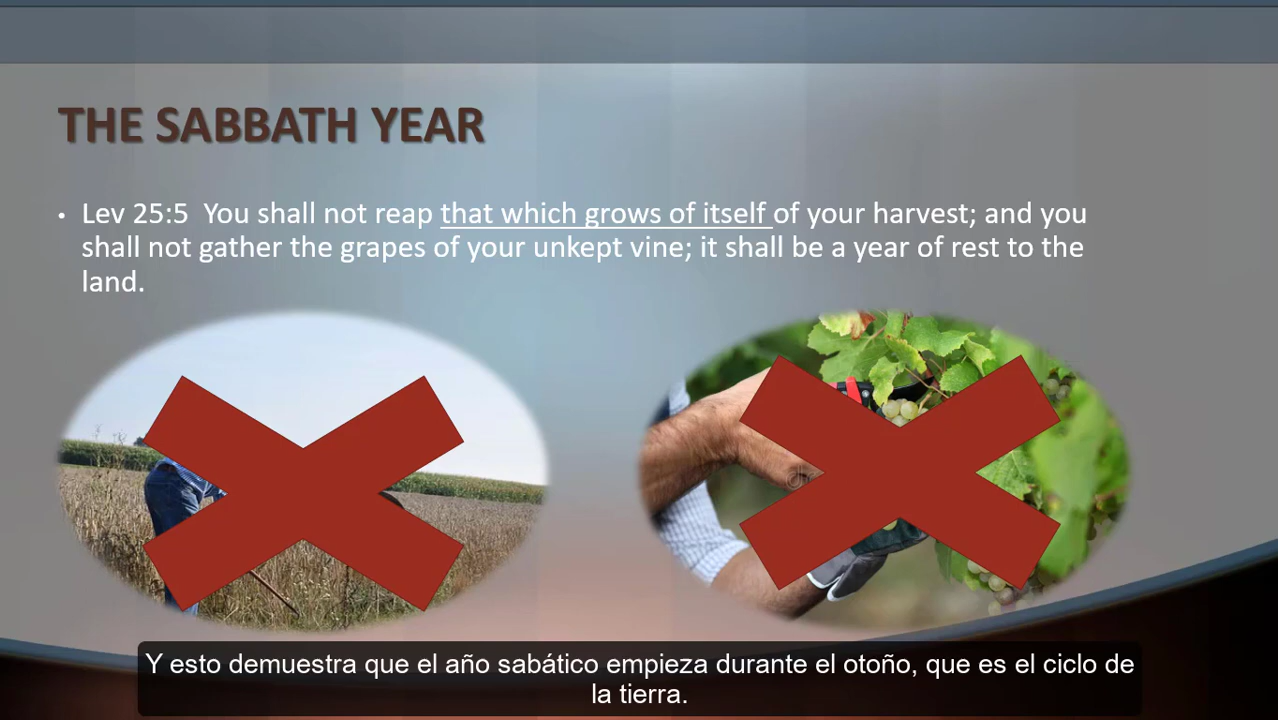 THE SABBATH YEAR
• Lev 25:5 You shall not reap that which grows of itself of your harvest; and you
shall not gather the grapes of your unkept vine; it shall be a year of rest to the
land.
Y esto demuestra que el año sabático empieza durante el otoño, que es el ciclo de
la tierra.